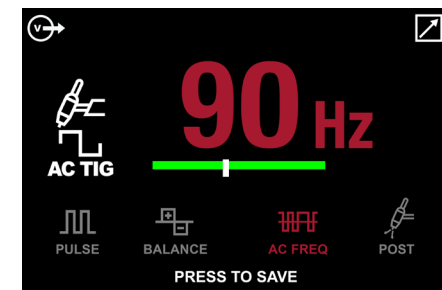 V
90 Hz
AC TIG
PULSE BALANCE AC FREQ POST
PRESS TO SAVE